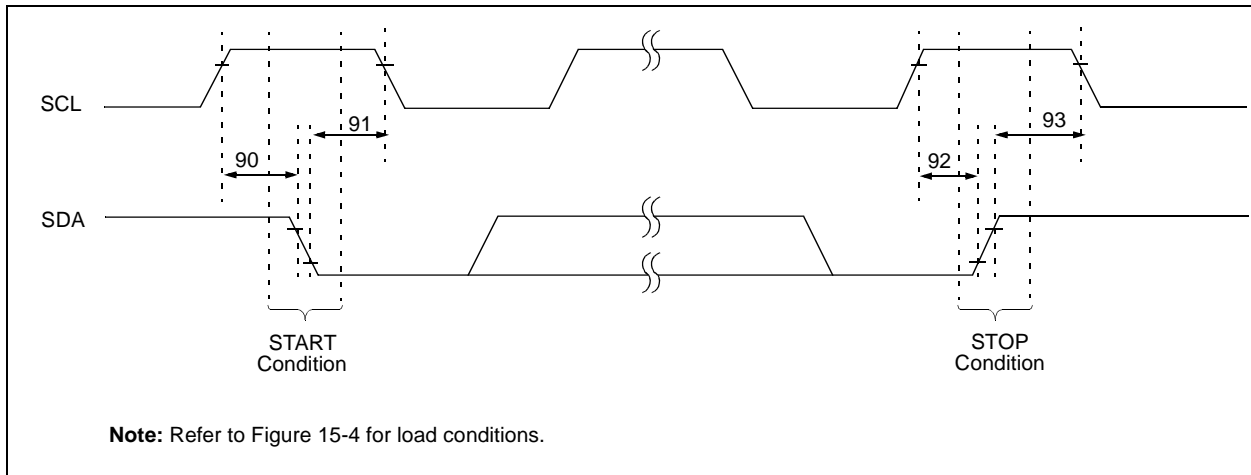 SCL
91
93
90
92
SDA
START
Condition
STOP
Condition
Note: Refer to Figure 15-4 for load conditions.